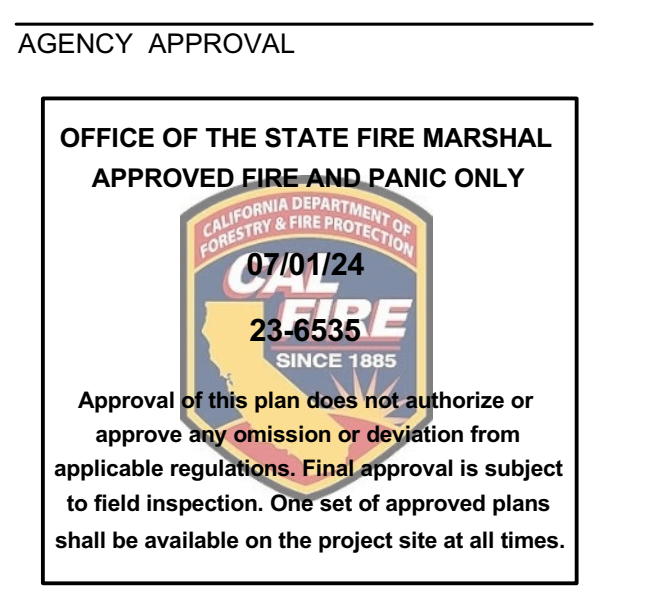 AGENCY APPROVAL
OFFICE OF THE STATE FIRE MARSHAL
APPROVED FIRE AND PANIC ONLY
CALIFORNIA DEPARTMENT OF
FORESTRY & FIRE PROTECTION
07/01/24
CAL
FIRE
23-6535
SINCE 1885
Approval of this plan does not authorize or
approve any omission or deviation from
applicable regulations. Final approval is subject
to field inspection. One set of approved plans
shall be available on the project site at all times.